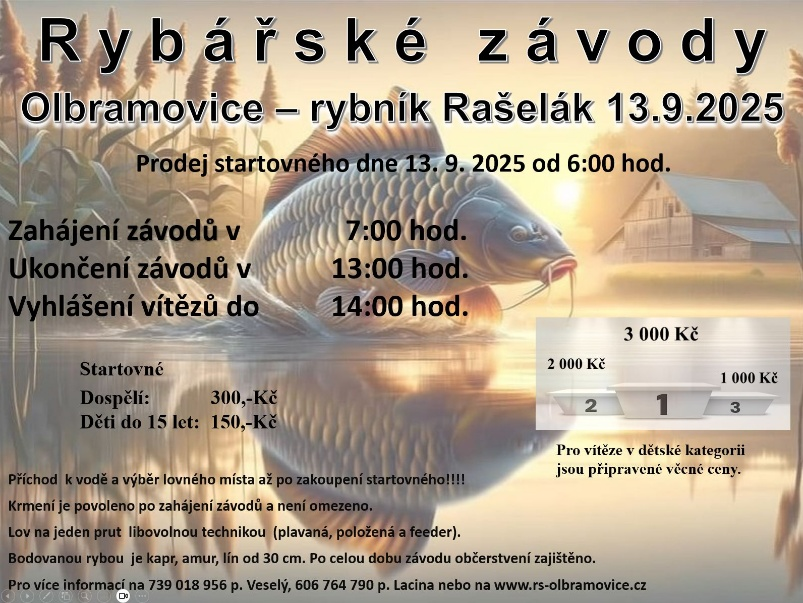 Rybářské závody
Olbramovice – rybník Rašelák 13.9.2025
Prodej startovného dne 13. 9. 2025 od 6:00 hod.
Zahájení závodů v 7:00 hod.
Ukončení závodů v 13:00 hod.
Vyhlášení vítězů do 14:00 hod.
3 000 Kč
2 000 Kč
1 000 Kč
2 1 3
Startovné
Dospělí: 300,-Kč
Děti do 15 let: 150,-Kč
Pro vítěze v dětské kategorii
jsou připravené věcné ceny.
Příchod k vodě a výběr lovného místa až po zakoupení startovného!!!!
Krmení je povoleno po zahájení závodů a není omezeno.
Lov na jeden prut libovolnou technikou (plavaná, položená a feeder).
Bodovanou rybou je kapr, amur, lín od 30 cm. Po celou dobu závodu občerstvení zajištěno.
Pro více informací na 739 018 956 p. Veselý, 606 764 790 p. Lacina nebo na www.rs-olbramovice.cz